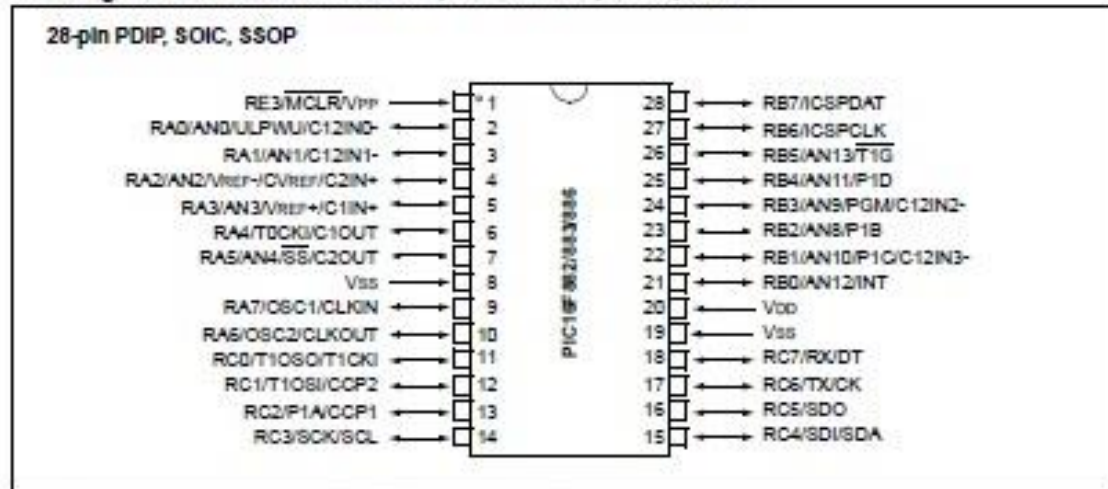 28-pin PDIP, SOIC, SSOP
RE3/MCLR/VPP 1 28 RB7/ICSPDAT
RA0/AN0/ULPWU/C12IN0- 2 27 RB6/ICSPCLK
RA1/AN1/C12IN1- 3 26 RB5/AN13/T1G
RA2/AN2/VREF-/CVREF/C2IN+ 4 25 RB4/AN11/P1D
RA3/AN3/VREF+/C1IN+ 5 24 RB3/AN9/PGM/C12IN2-
RA4/T0CKI/C1OUT 6 23 RB2/AN8/P1B
RA5/AN4/SS/C2OUT 7 22 RB1/AN10/P1C/C12IN3-
VSS 8 21 RB0/AN12/INT
RA7/OSC1/CLKIN 9 20 VDD
RA6/OSC2/CLKOUT 10 19 VSS
RC0/T1OSO/T1CKI 11 18 RC7/RX/DT
RC1/T1OSI/CCP2 12 17 RC6/TX/CK
RC2/P1A/CCP1 13 16 RC5/SDO
RC3/SCK/SCL 14 15 RC4/SDI/SDA
PIC16F882/883/886